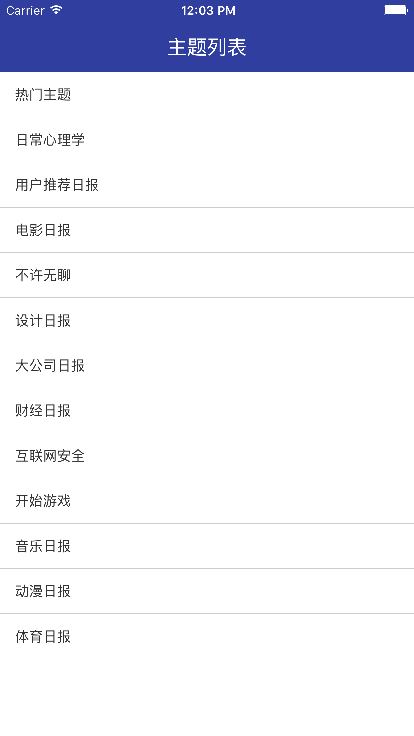 Carrier 12:03 PM
主题列表
热门主题
日常心理学
用户推荐日报
电影日报
不许无聊
设计日报
大公司日报
财经日报
互联网安全
开始游戏
音乐日报
动漫日报
体育日报